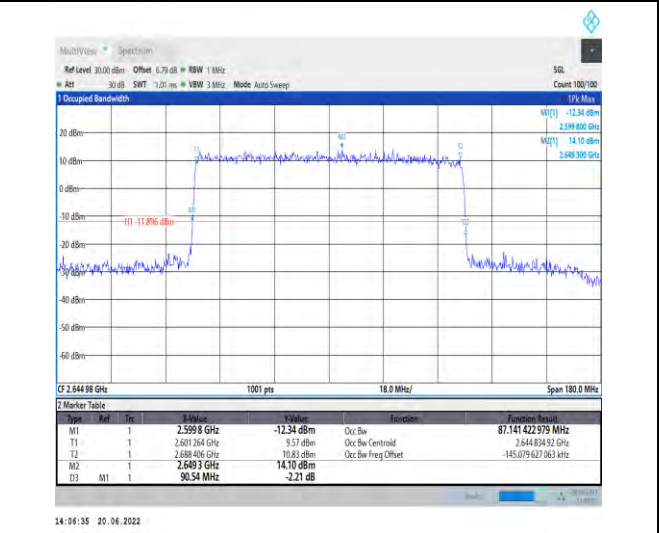 MultiView Spectrum
Ref Level 30.00 dBm Offset 6.79 dB RBW 1 MHz SGL
Att 30 dB SWT 1.01 ms VBW 3 MHz Mode Auto Sweep Count 100/100
1 Occupied Bandwidth 1Pk Max
M1[1] -12.34 dBm
2.599 800 GHz
M2[1] 14.10 dBm
2.649 300 GHz
20 dBm
M2
T1
T2
10 dBm
0 dBm
M1
-10 dBm
H1 -11.896 dBm
-20 dBm
-30 dBm
-40 dBm
-50 dBm
-60 dBm
CF 2.644 98 GHz 1001 pts 18.0 MHz/ Span 180.0 MHz
2 Marker Table
Type Ref Trc X-Value Y-Value Function Function Result
M1 1 2.599 8 GHz -12.34 dBm Occ Bw 87.141 422 979 MHz
T1 1 2.601 264 GHz 9.57 dBm Occ Bw Centroid 2.644 834 92 GHz
T2 1 2.688 406 GHz 10.83 dBm Occ Bw Freq Offset -145.079 627 063 kHz
M2 1 2.649 3 GHz 14.10 dBm
D3 M1 1 90.54 MHz -2.21 dB
14:06:35 20.06.2022